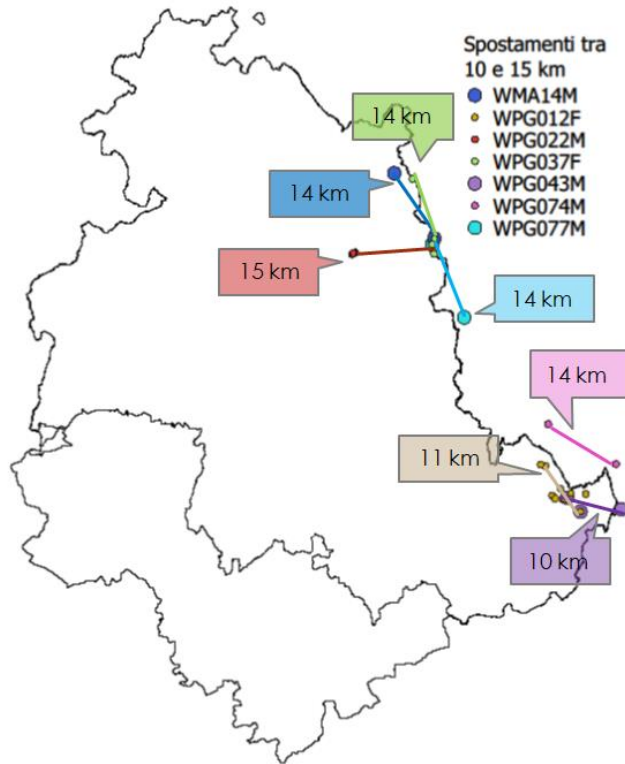 Spostamenti tra
10 e 15 km
WMA14M
WPG012F
WPG022M
WPG037F
WPG043M
WPG074M
WPG077M
14 km
14 km
15 km
14 km
14 km
11 km
10 km